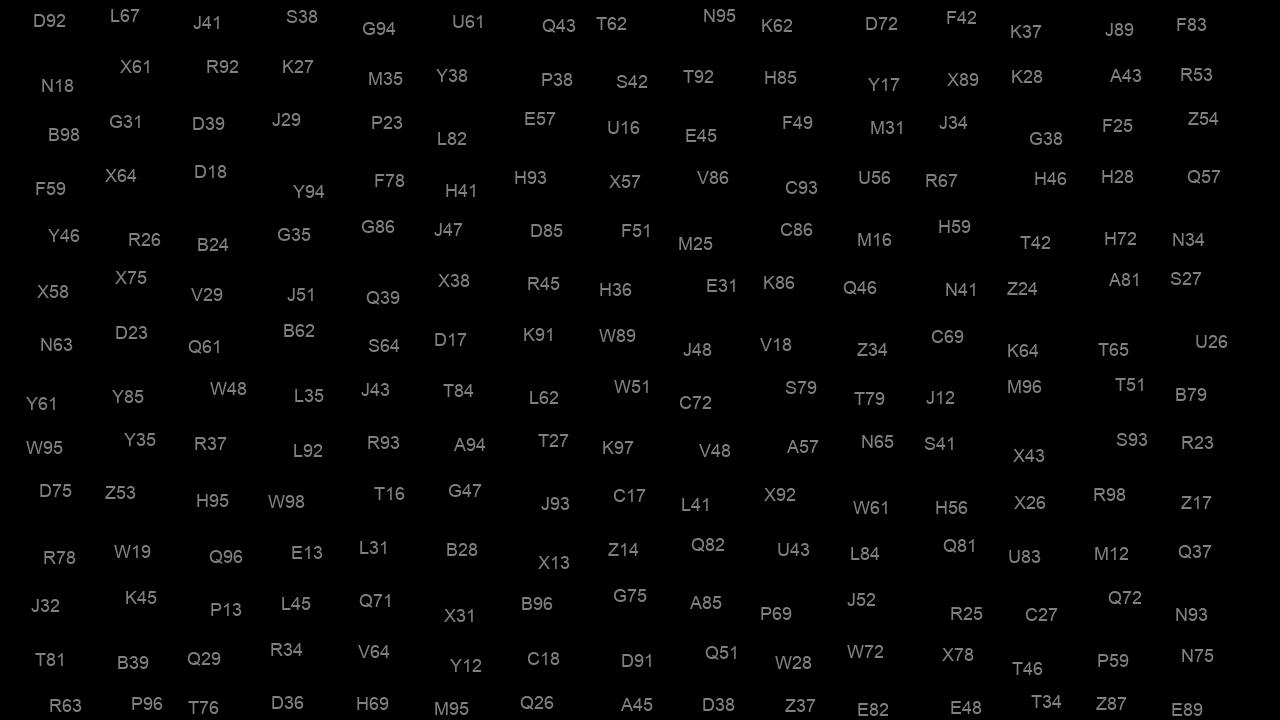 D92 L67 J41 S38 G94 U61 Q43 T62 N95 K62 D72 F42 K37 J89 F83
N18 X61 R92 K27 M35 Y38 P38 S42 T92 H85 Y17 X89 K28 A43 R53
B98 G31 D39 J29 P23 L82 E57 U16 E45 F49 M31 J34 G38 F25 Z54
F59 X64 D18 Y94 F78 H41 H93 X57 V86 C93 U56 R67 H46 H28 Q57
Y46 R26 B24 G35 G86 J47 D85 F51 M25 C86 M16 H59 T42 H72 N34
X58 X75 V29 J51 Q39 X38 R45 H36 E31 K86 Q46 N41 Z24 A81 S27
N63 D23 Q61 B62 S64 D17 K91 W89 J48 V18 Z34 C69 K64 T65 U26
Y61 Y85 W48 L35 J43 T84 L62 W51 C72 S79 T79 J12 M96 T51 B79
W95 Y35 R37 L92 R93 A94 T27 K97 V48 A57 N65 S41 X43 S93 R23
D75 Z53 H95 W98 T16 G47 J93 C17 L41 X92 W61 H56 X26 R98 Z17
R78 W19 Q96 E13 L31 B28 X13 Z14 Q82 U43 L84 Q81 U83 M12 Q37
J32 K45 P13 L45 Q71 X31 B96 G75 A85 P69 J52 R25 C27 Q72 N93
T81 B39 Q29 R34 V64 Y12 C18 D91 Q51 W28 W72 X78 T46 P59 N75
R63 P96 T76 D36 H69 M95 Q26 A45 D38 Z37 E82 E48 T34 Z87 E89